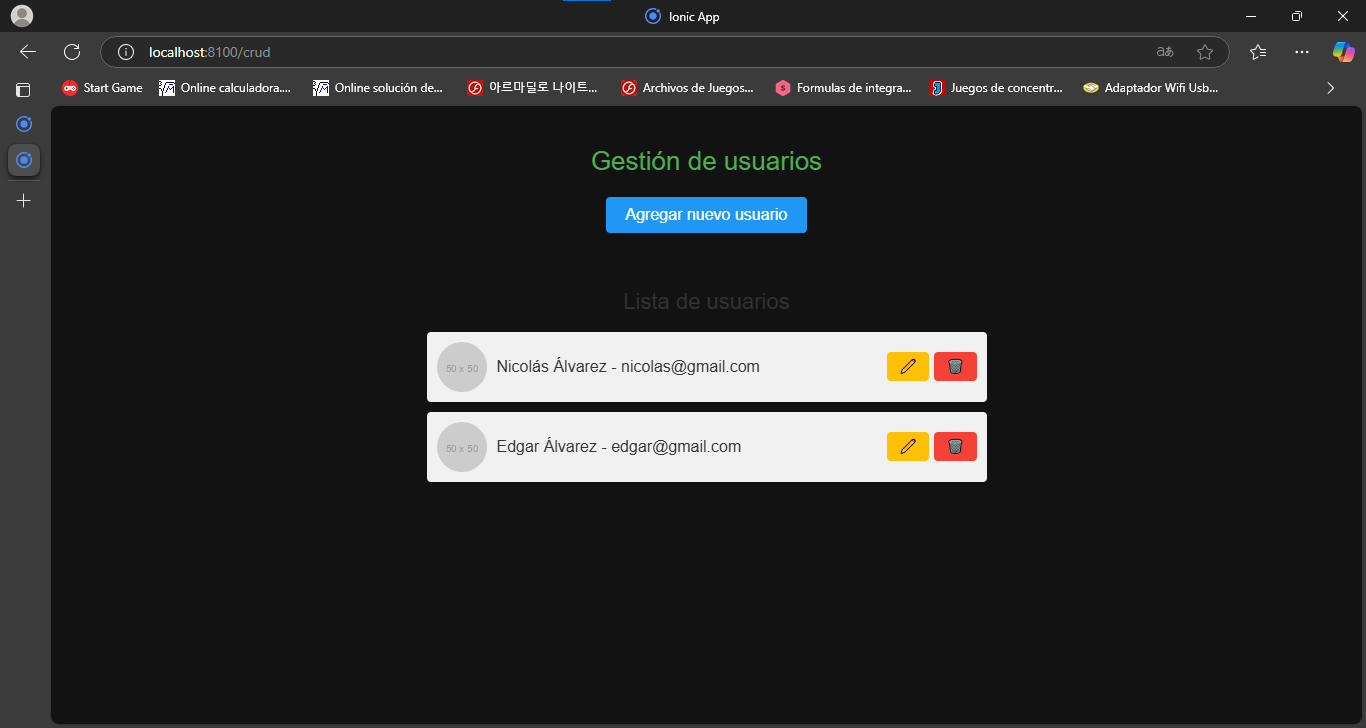 Ionic App
localhost:8100/crud
aあ
Start Game
Online calculadora....
Online solución de...
아르마딜로 나이트...
Archivos de Juegos...
Formulas de integra...
Juegos de concentr...
Adaptador Wifi Usb...
Gestión de usuarios
Agregar nuevo usuario
Lista de usuarios
50 x 50
Nicolás Álvarez - nicolas@gmail.com
50 x 50
Edgar Álvarez - edgar@gmail.com